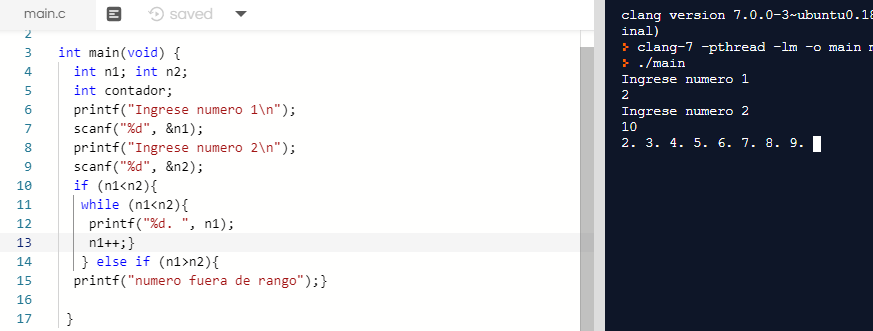 main.c saved
2
3 int main(void) {
4 int n1; int n2;
5 int contador;
6 printf("Ingrese numero 1\n");
7 scanf("%d", &n1);
8 printf("Ingrese numero 2\n");
9 scanf("%d", &n2);
10 if (n1<n2){
11 while (n1<n2){
12 printf("%d. ", n1);
13 n1++;}
14 } else if (n1>n2){
15 printf("numero fuera de rango");}
16
17 }
clang version 7.0.0-3~ubuntu0.18
inal)
> clang-7 -pthread -lm -o main
> ./main
Ingrese numero 1
2
Ingrese numero 2
10
2. 3. 4. 5. 6. 7. 8. 9.